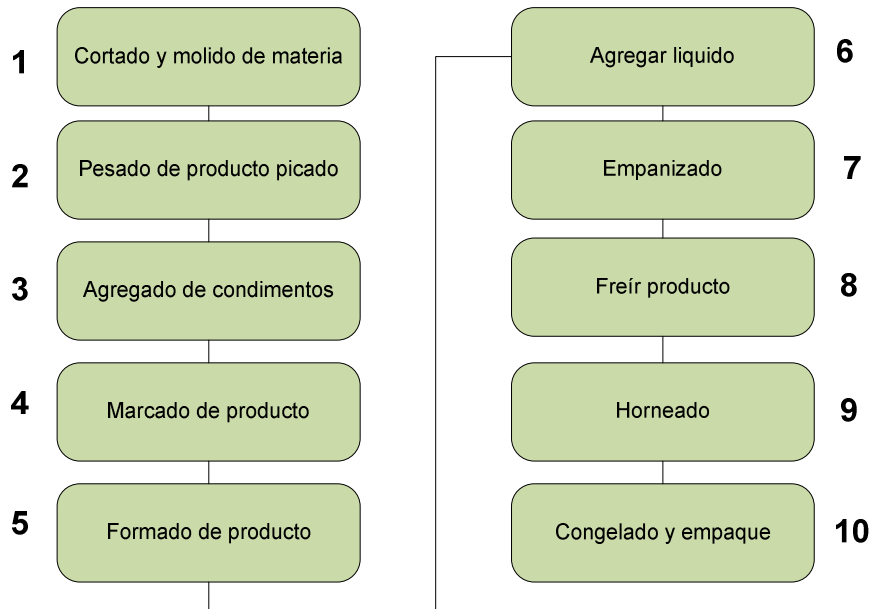 1 Cortado y molido de materia
2 Pesado de producto picado
3 Agregado de condimentos
4 Marcado de producto
5 Formado de producto
Agregar liquido 6
Empanizado 7
Freír producto 8
Horneado 9
Congelado y empaque 10